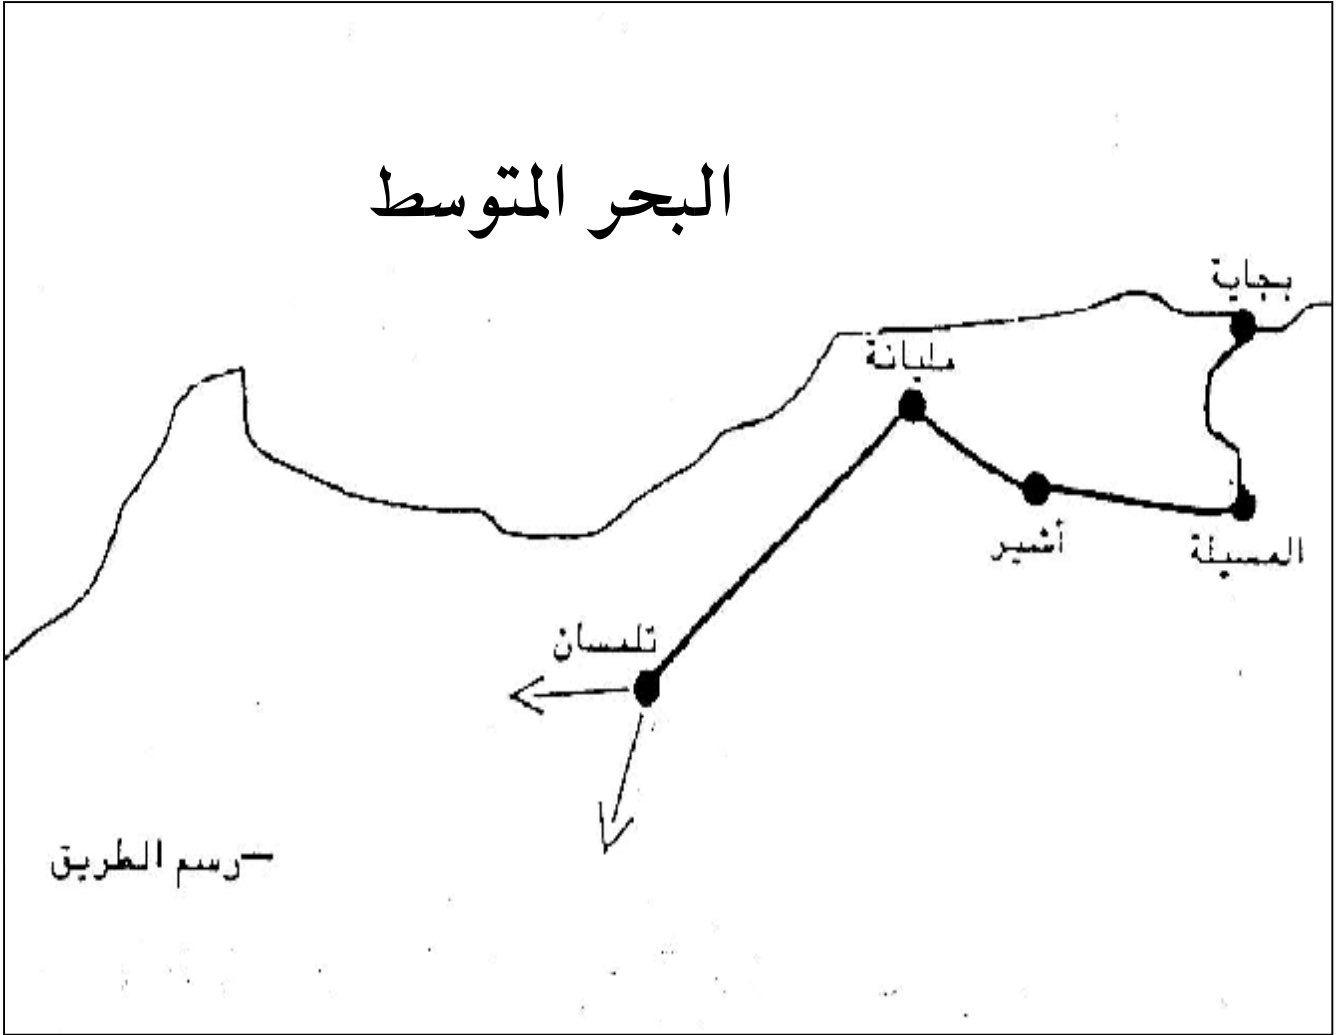 البحر المتوسط
بجاية
مليانة
أشير
المسيلة
تلمسان
رسم الطريق